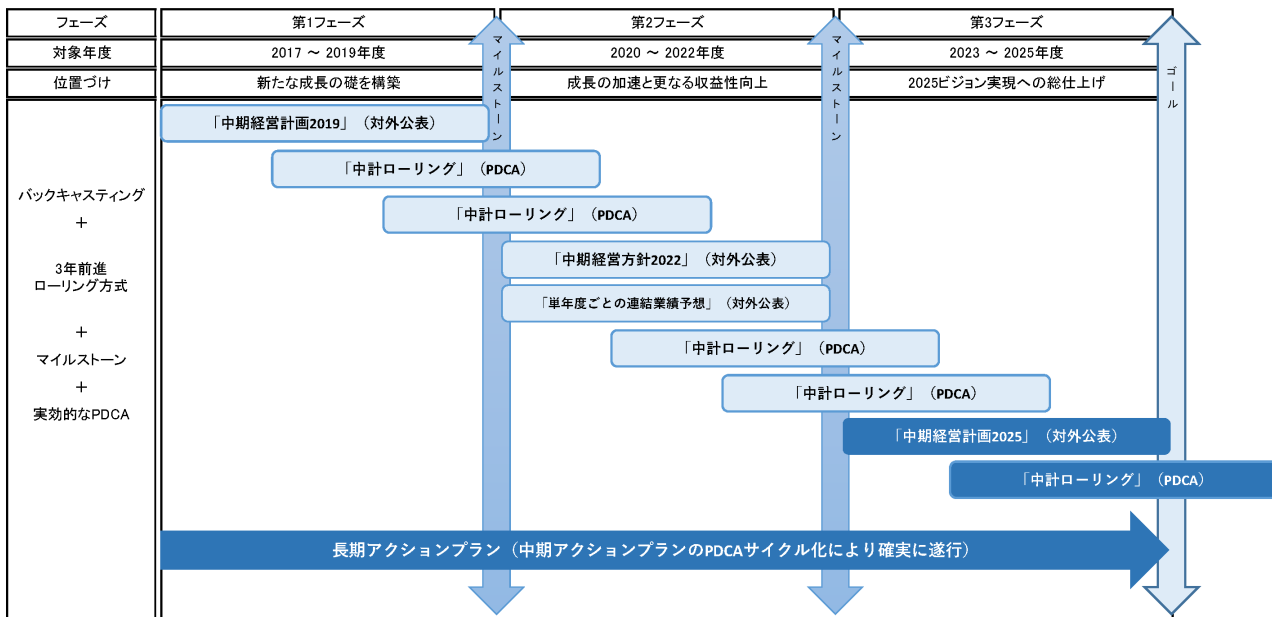 フェーズ
第1フェーズ
第2フェーズ
第3フェーズ
対象年度
2017 ～ 2019年度
2020 ～ 2022年度
2023 ～ 2025年度
位置づけ
新たな成長の礎を構築
成長の加速と更なる収益性向上
2025ビジョン実現への総仕上げ
マイルストーン
マイルストーン
ゴール
バックキャスティング
+
3年前進
ローリング方式
+
マイルストーン
+
実効的なPDCA
「中期経営計画2019」（対外公表）
「中計ローリング」（PDCA）
「中計ローリング」（PDCA）
「中期経営方針2022」（対外公表）
「単年度ごとの連結業績予想」（対外公表）
「中計ローリング」（PDCA）
「中計ローリング」（PDCA）
「中期経営計画2025」（対外公表）
「中計ローリング」（PDCA）
長期アクションプラン（中期アクションプランのPDCAサイクル化により確実に遂行）